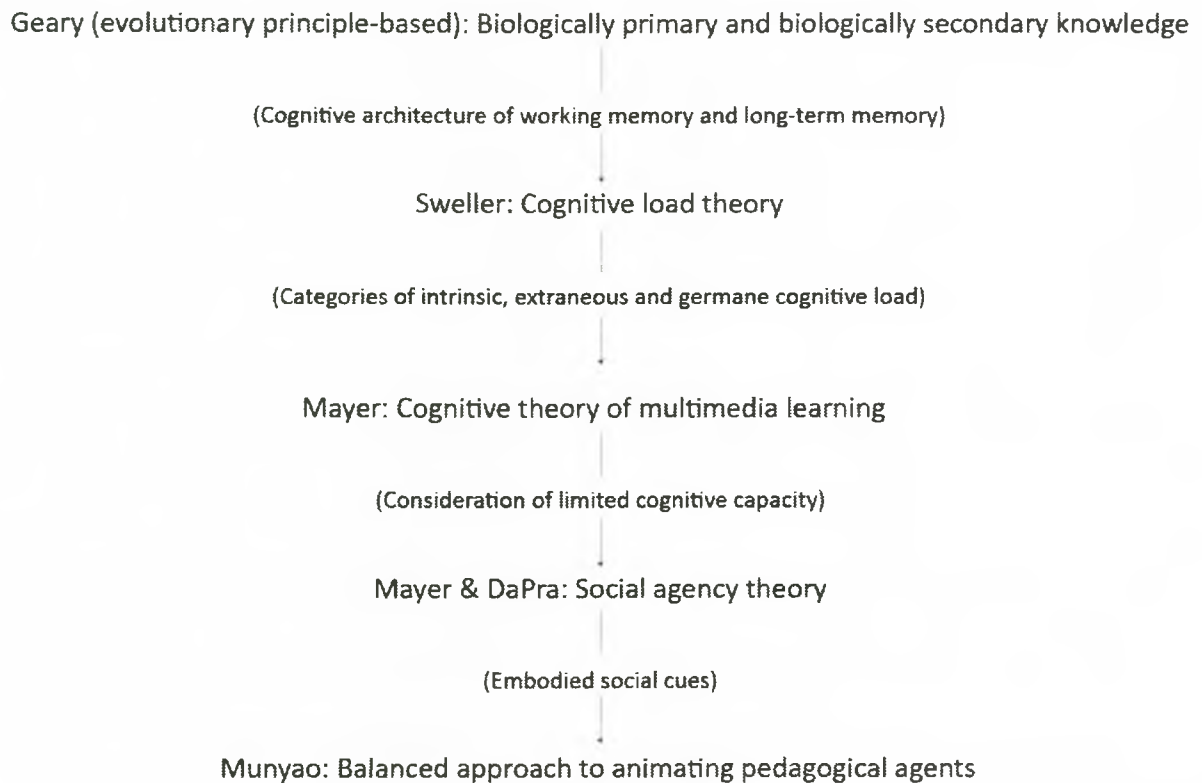 Geary (evolutionary principle-based): Biologically primary and biologically secondary knowledge
(Cognitive architecture of working memory and long-term memory)
Sweller: Cognitive load theory
(Categories of intrinsic, extraneous and germane cognitive load)
Mayer: Cognitive theory of multimedia learning
(Consideration of limited cognitive capacity)
Mayer & DaPra: Social agency theory
(Embodied social cues)
Munyao: Balanced approach to animating pedagogical agents